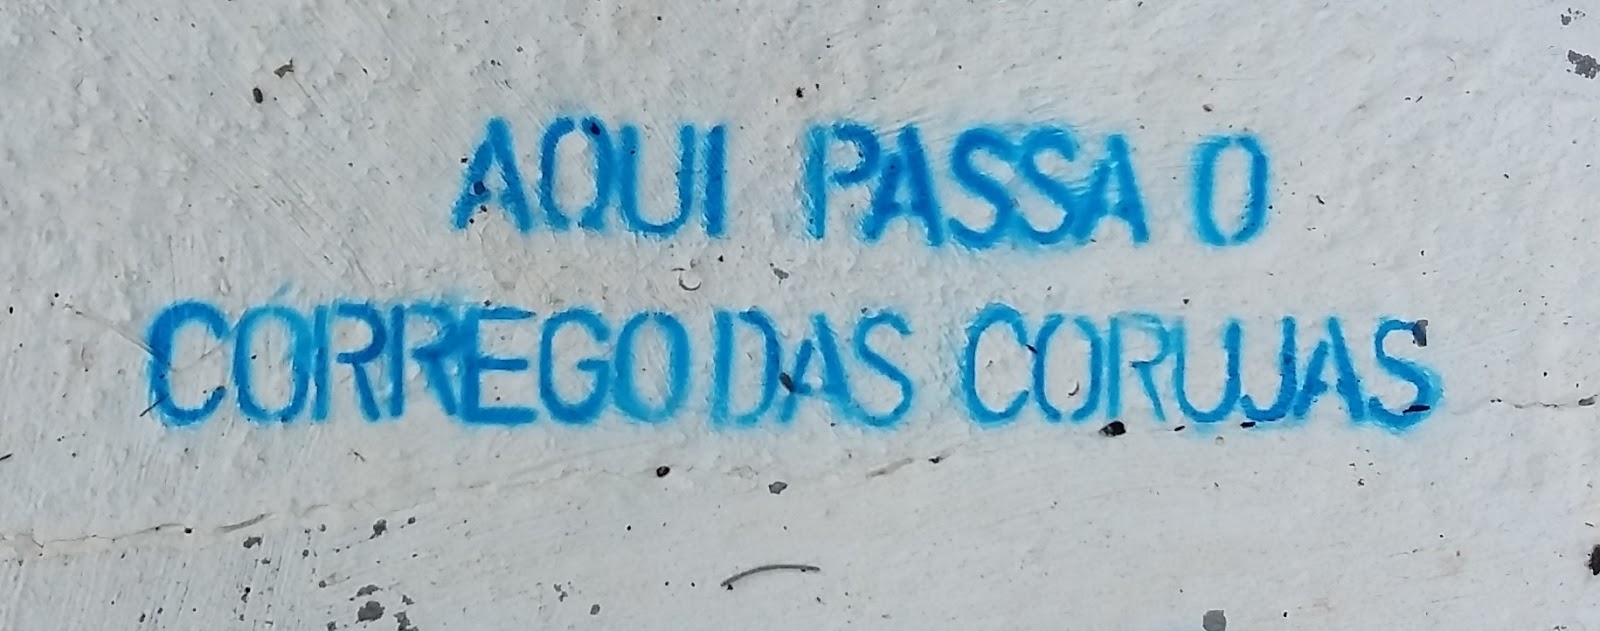 AQUI PASSA O
CÓRREGO DAS CORUJAS